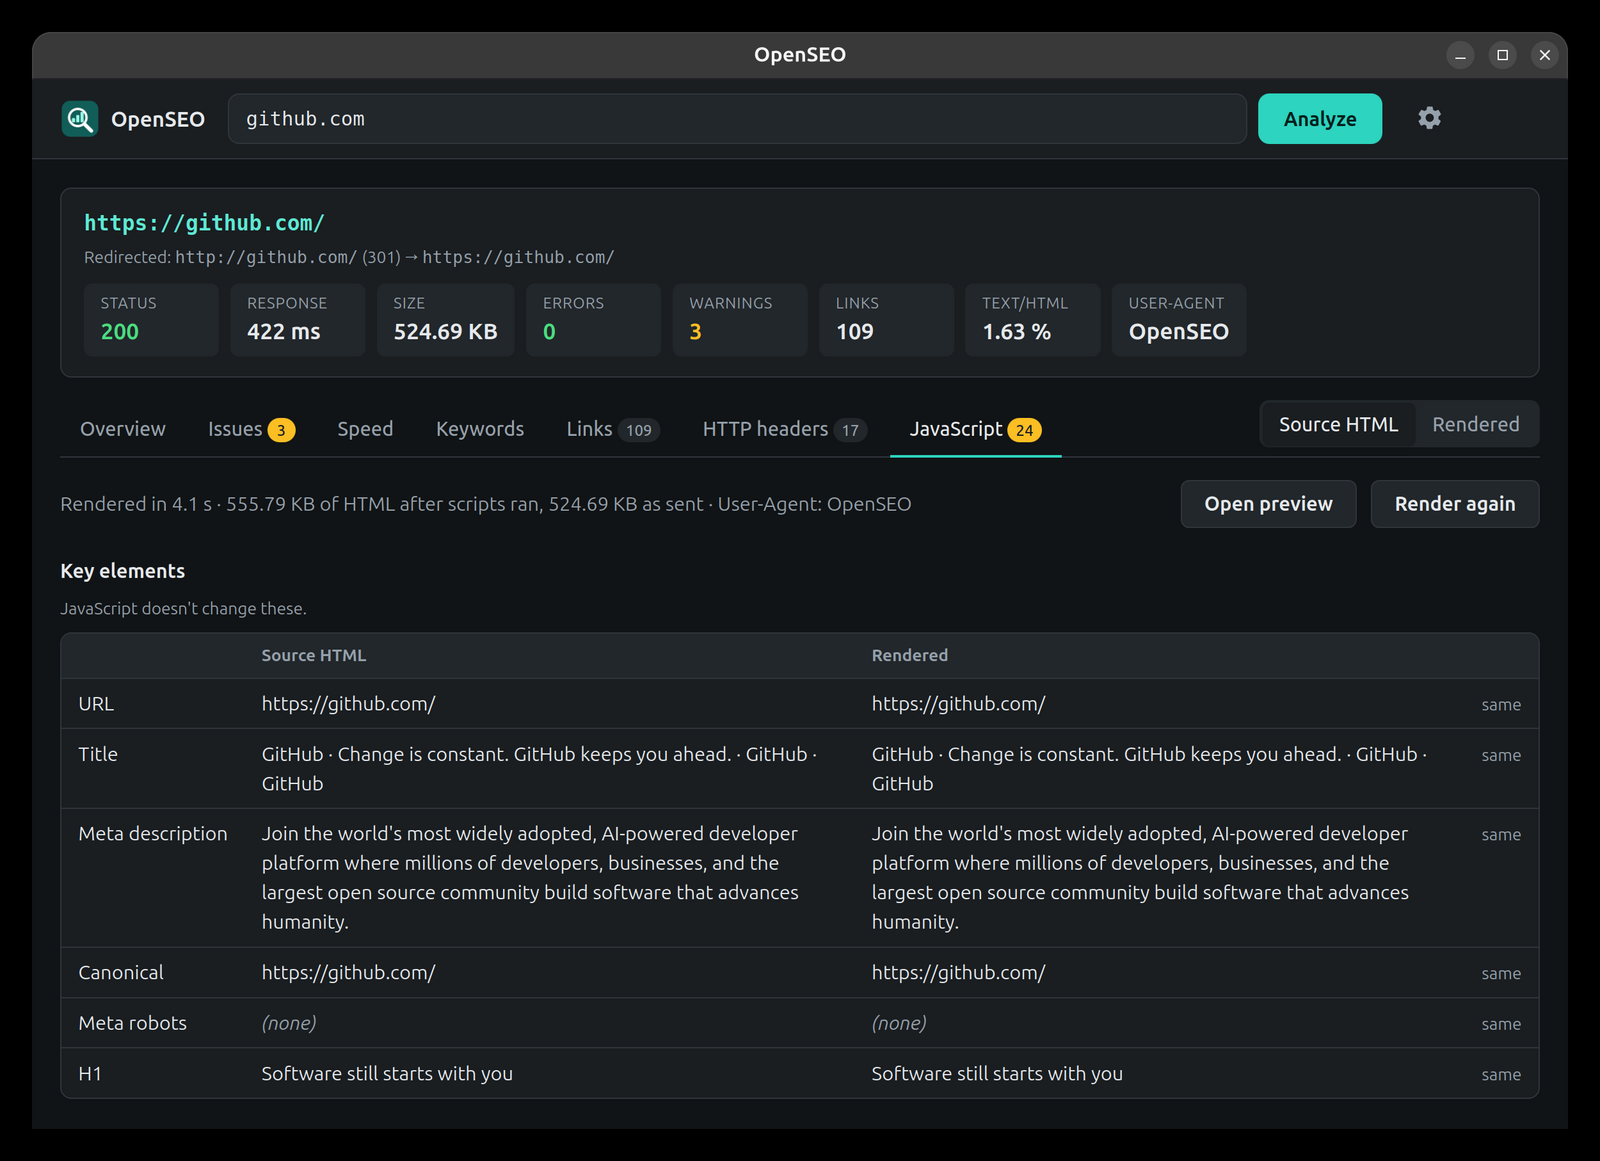 OpenSEO
OpenSEO
github.com
Analyze
https://github.com/
Redirected: http://github.com/ (301) → https://github.com/
STATUS
200
RESPONSE
422 ms
SIZE
524.69 KB
ERRORS
0
WARNINGS
3
LINKS
109
TEXT/HTML
1.63 %
USER-AGENT
OpenSEO
Overview
Issues 3
Speed
Keywords
Links 109
HTTP headers 17
JavaScript 24
Source HTML
Rendered
Rendered in 4.1 s · 555.79 KB of HTML after scripts ran, 524.69 KB as sent · User-Agent: OpenSEO
Open preview
Render again
Key elements
JavaScript doesn't change these.
Source HTML
Rendered
URL
https://github.com/
https://github.com/
same
Title
GitHub · Change is constant. GitHub keeps you ahead. · GitHub ·
GitHub
GitHub · Change is constant. GitHub keeps you ahead. · GitHub ·
GitHub
same
Meta description
Join the world's most widely adopted, AI-powered developer
platform where millions of developers, businesses, and the
largest open source community build software that advances
humanity.
Join the world's most widely adopted, AI-powered developer
platform where millions of developers, businesses, and the
largest open source community build software that advances
humanity.
same
Canonical
https://github.com/
https://github.com/
same
Meta robots
(none)
(none)
same
H1
Software still starts with you
Software still starts with you
same